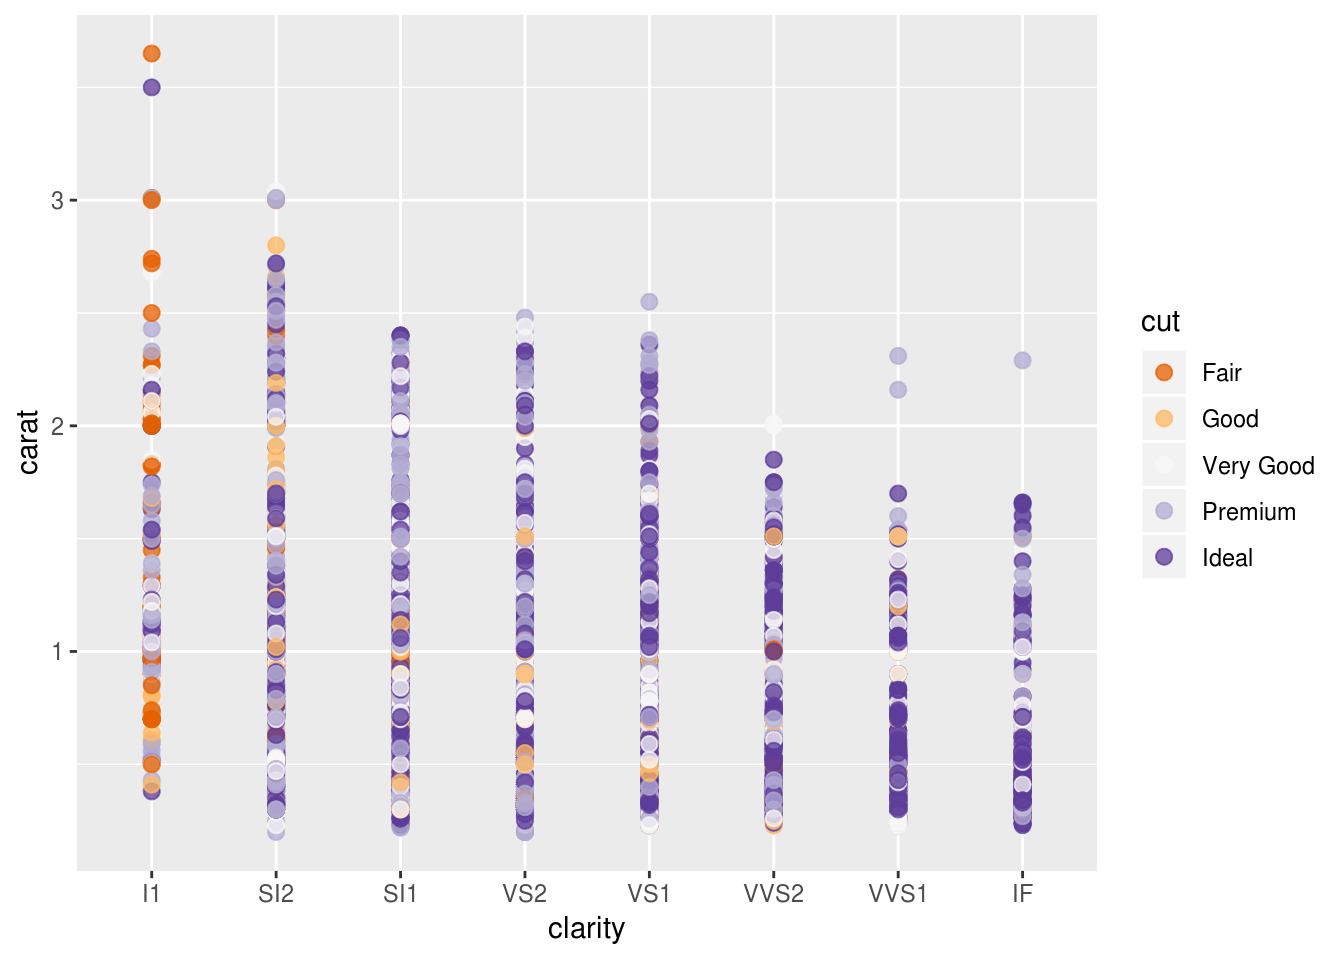 carat
3
2
1
I1 SI2 SI1 VS2 VS1 VVS2 VVS1 IF
clarity
cut
Fair
Good
Very Good
Premium
Ideal